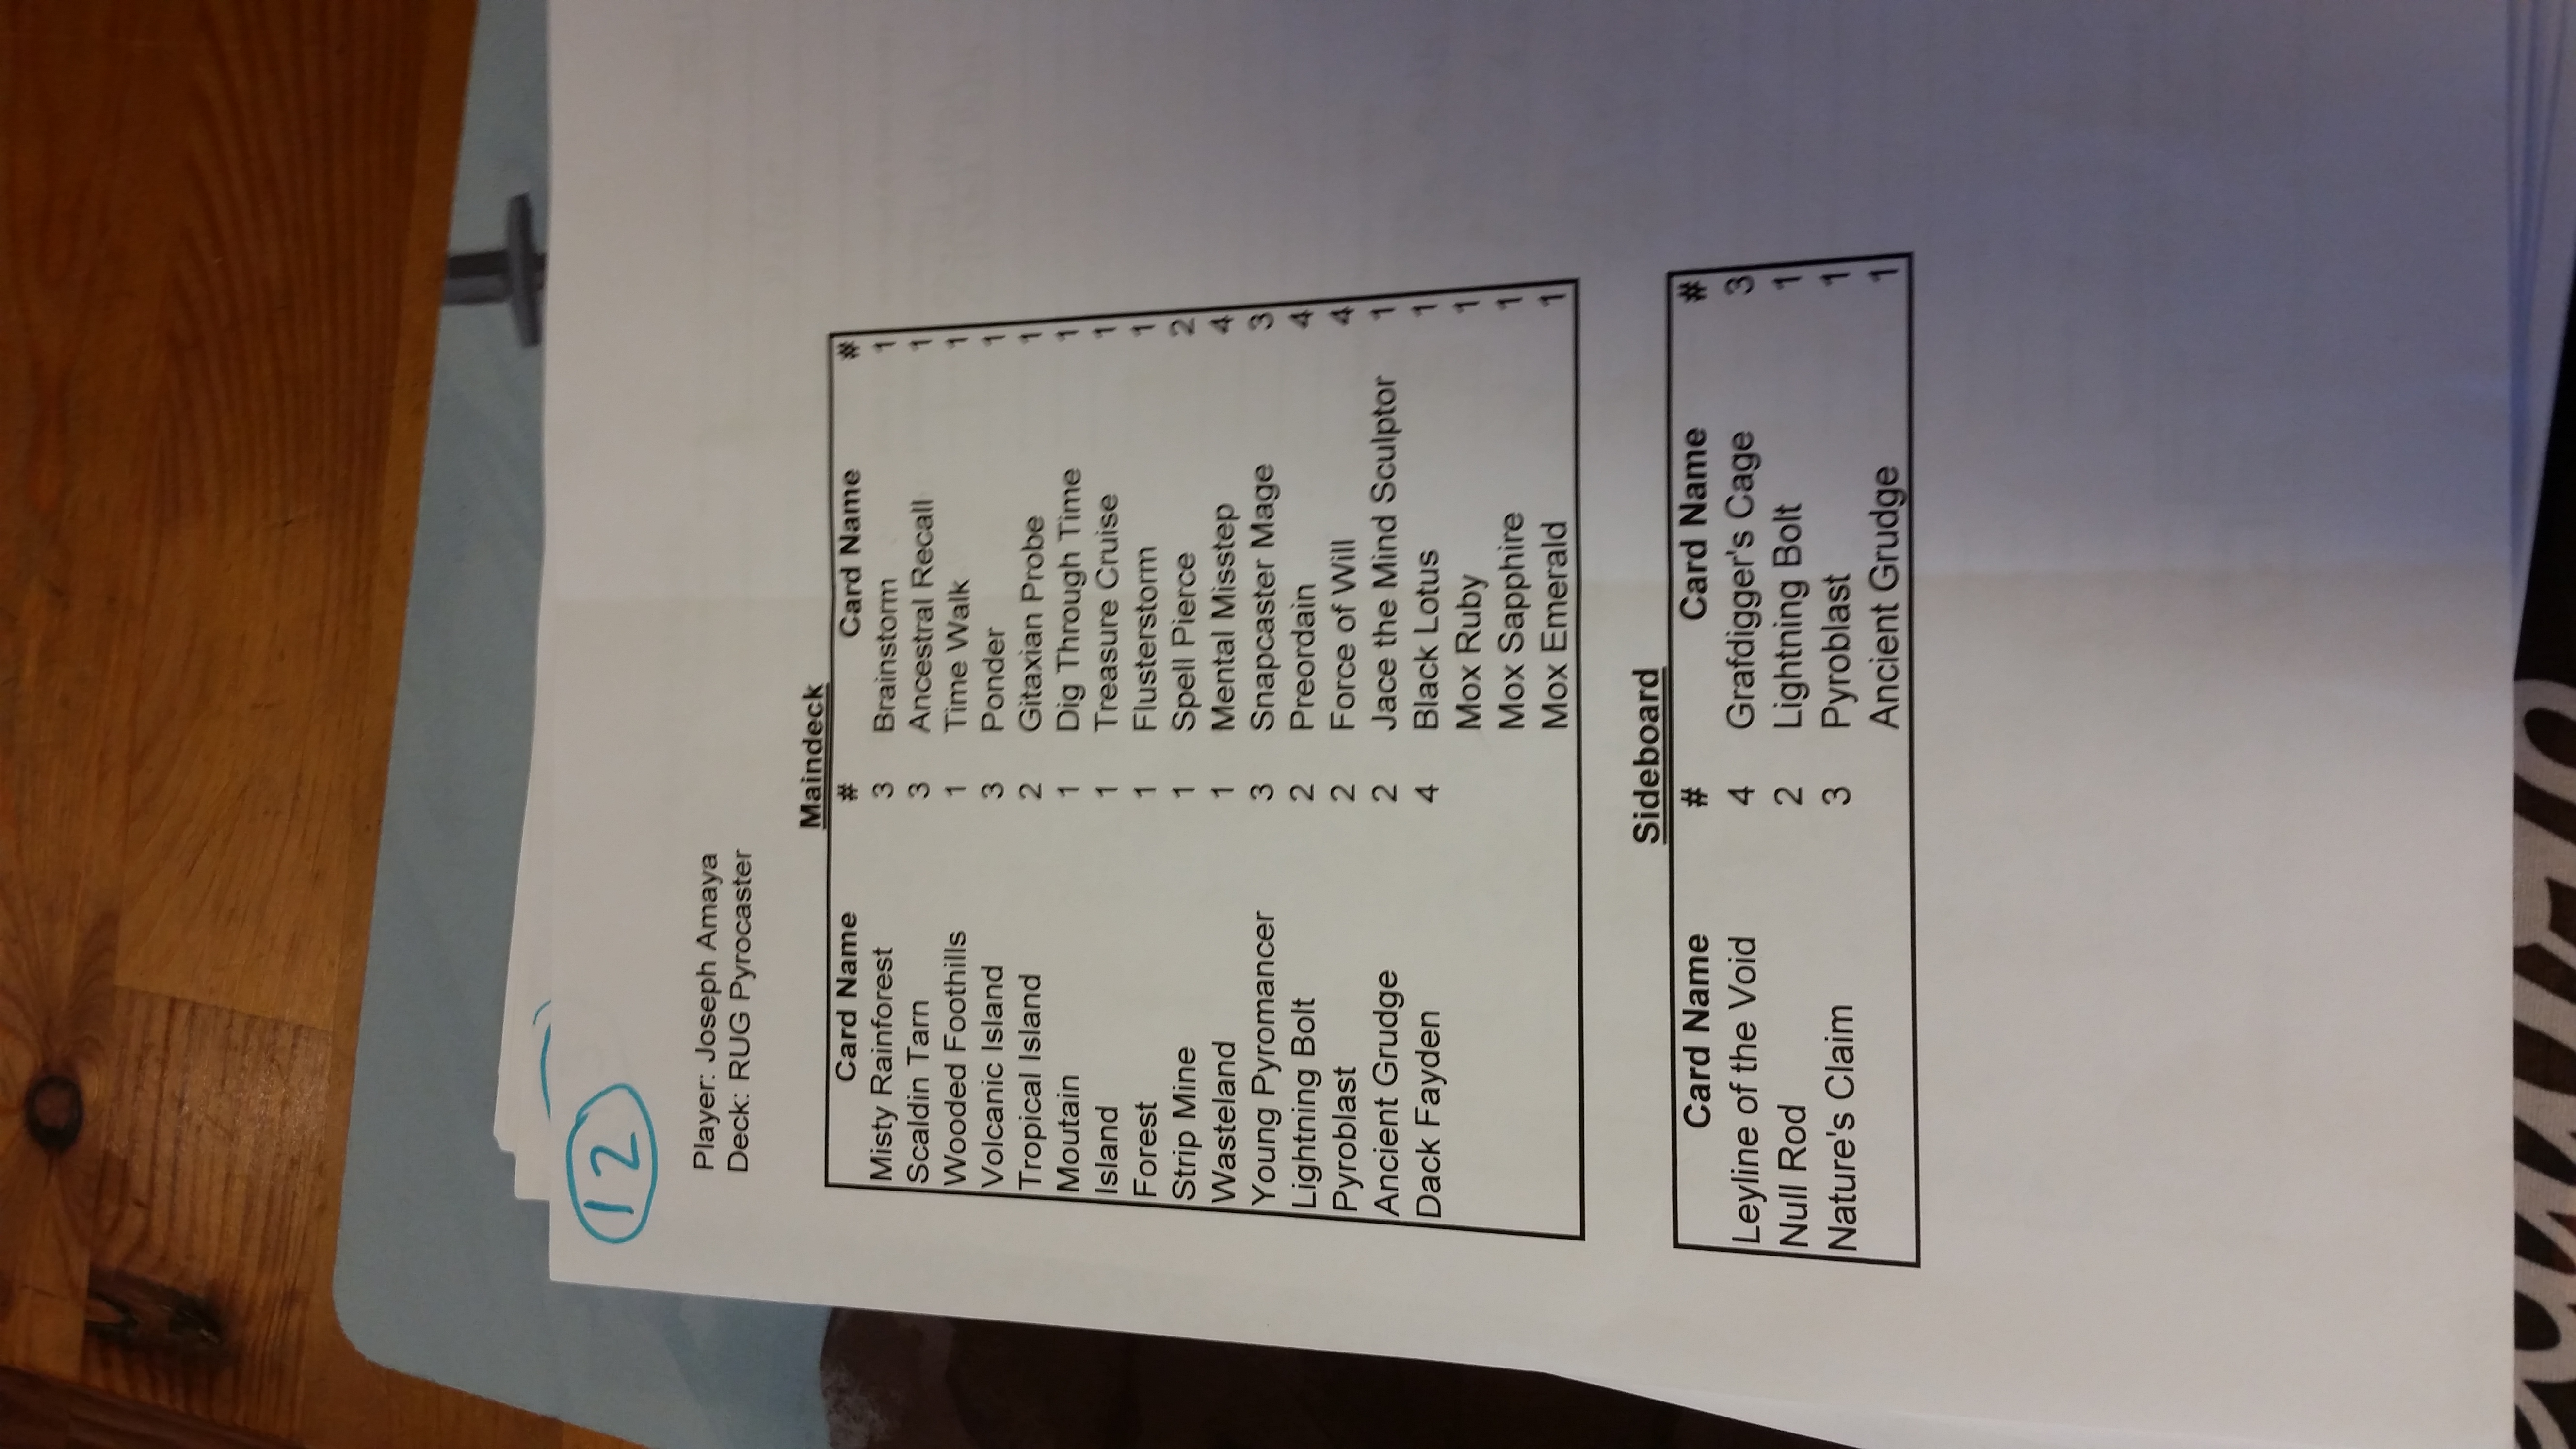 12
Player: Joseph Amaya
Deck: RUG Pyrocaster
Maindeck
Card Name # Card Name #
Misty Rainforest 3 Brainstorm 1
Scaldin Tarn 3 Ancestral Recall 1
Wooded Foothills 1 Time Walk 1
Volcanic Island 3 Ponder 1
Tropical Island 2 Gitaxian Probe 1
Moutain 1 Dig Through Time 1
Island 1 Treasure Cruise 1
Forest 1 Flusterstorm 1
Strip Mine 1 Spell Pierce 2
Wasteland 1 Mental Misstep 4
Young Pyromancer 3 Snapcaster Mage 3
Lightning Bolt 2 Preordain 4
Pyroblast 2 Force of Will 4
Ancient Grudge 2 Jace the Mind Sculptor 1
Dack Fayden 4 Black Lotus 1
Mox Ruby 1
Mox Sapphire 1
Mox Emerald 1
Sideboard
Card Name # Card Name #
Leyline of the Void 4 Grafdigger's Cage 3
Null Rod 2 Lightning Bolt 1
Nature's Claim 3 Pyroblast 1
Ancient Grudge 1